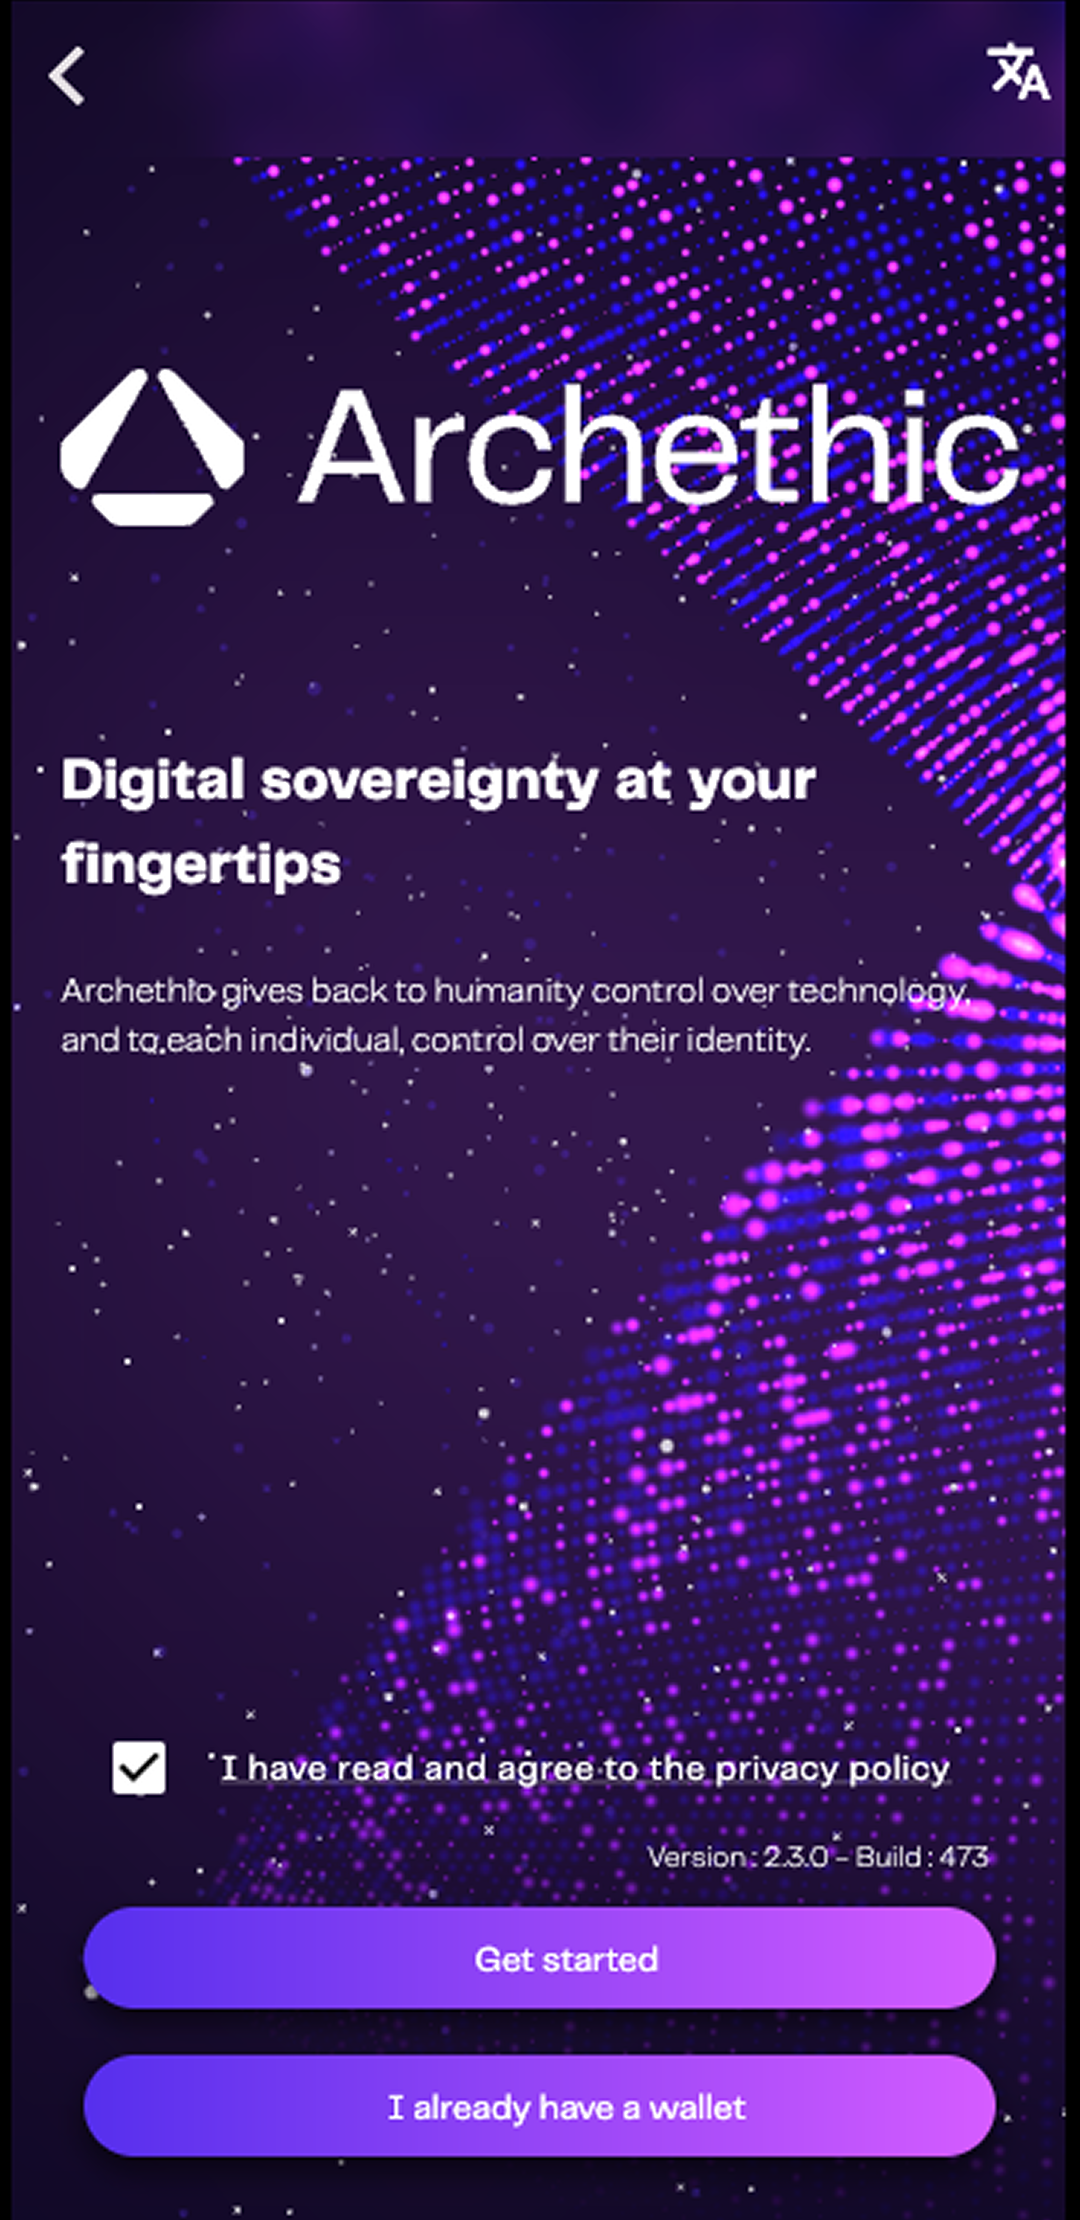 Archethic
Digital sovereignty at your
fingertips
Archethic gives back to humanity control over technology,
and to each individual, control over their identity.
I have read and agree to the privacy policy
Version : 2.3.0 - Build : 473
Get started
I already have a wallet